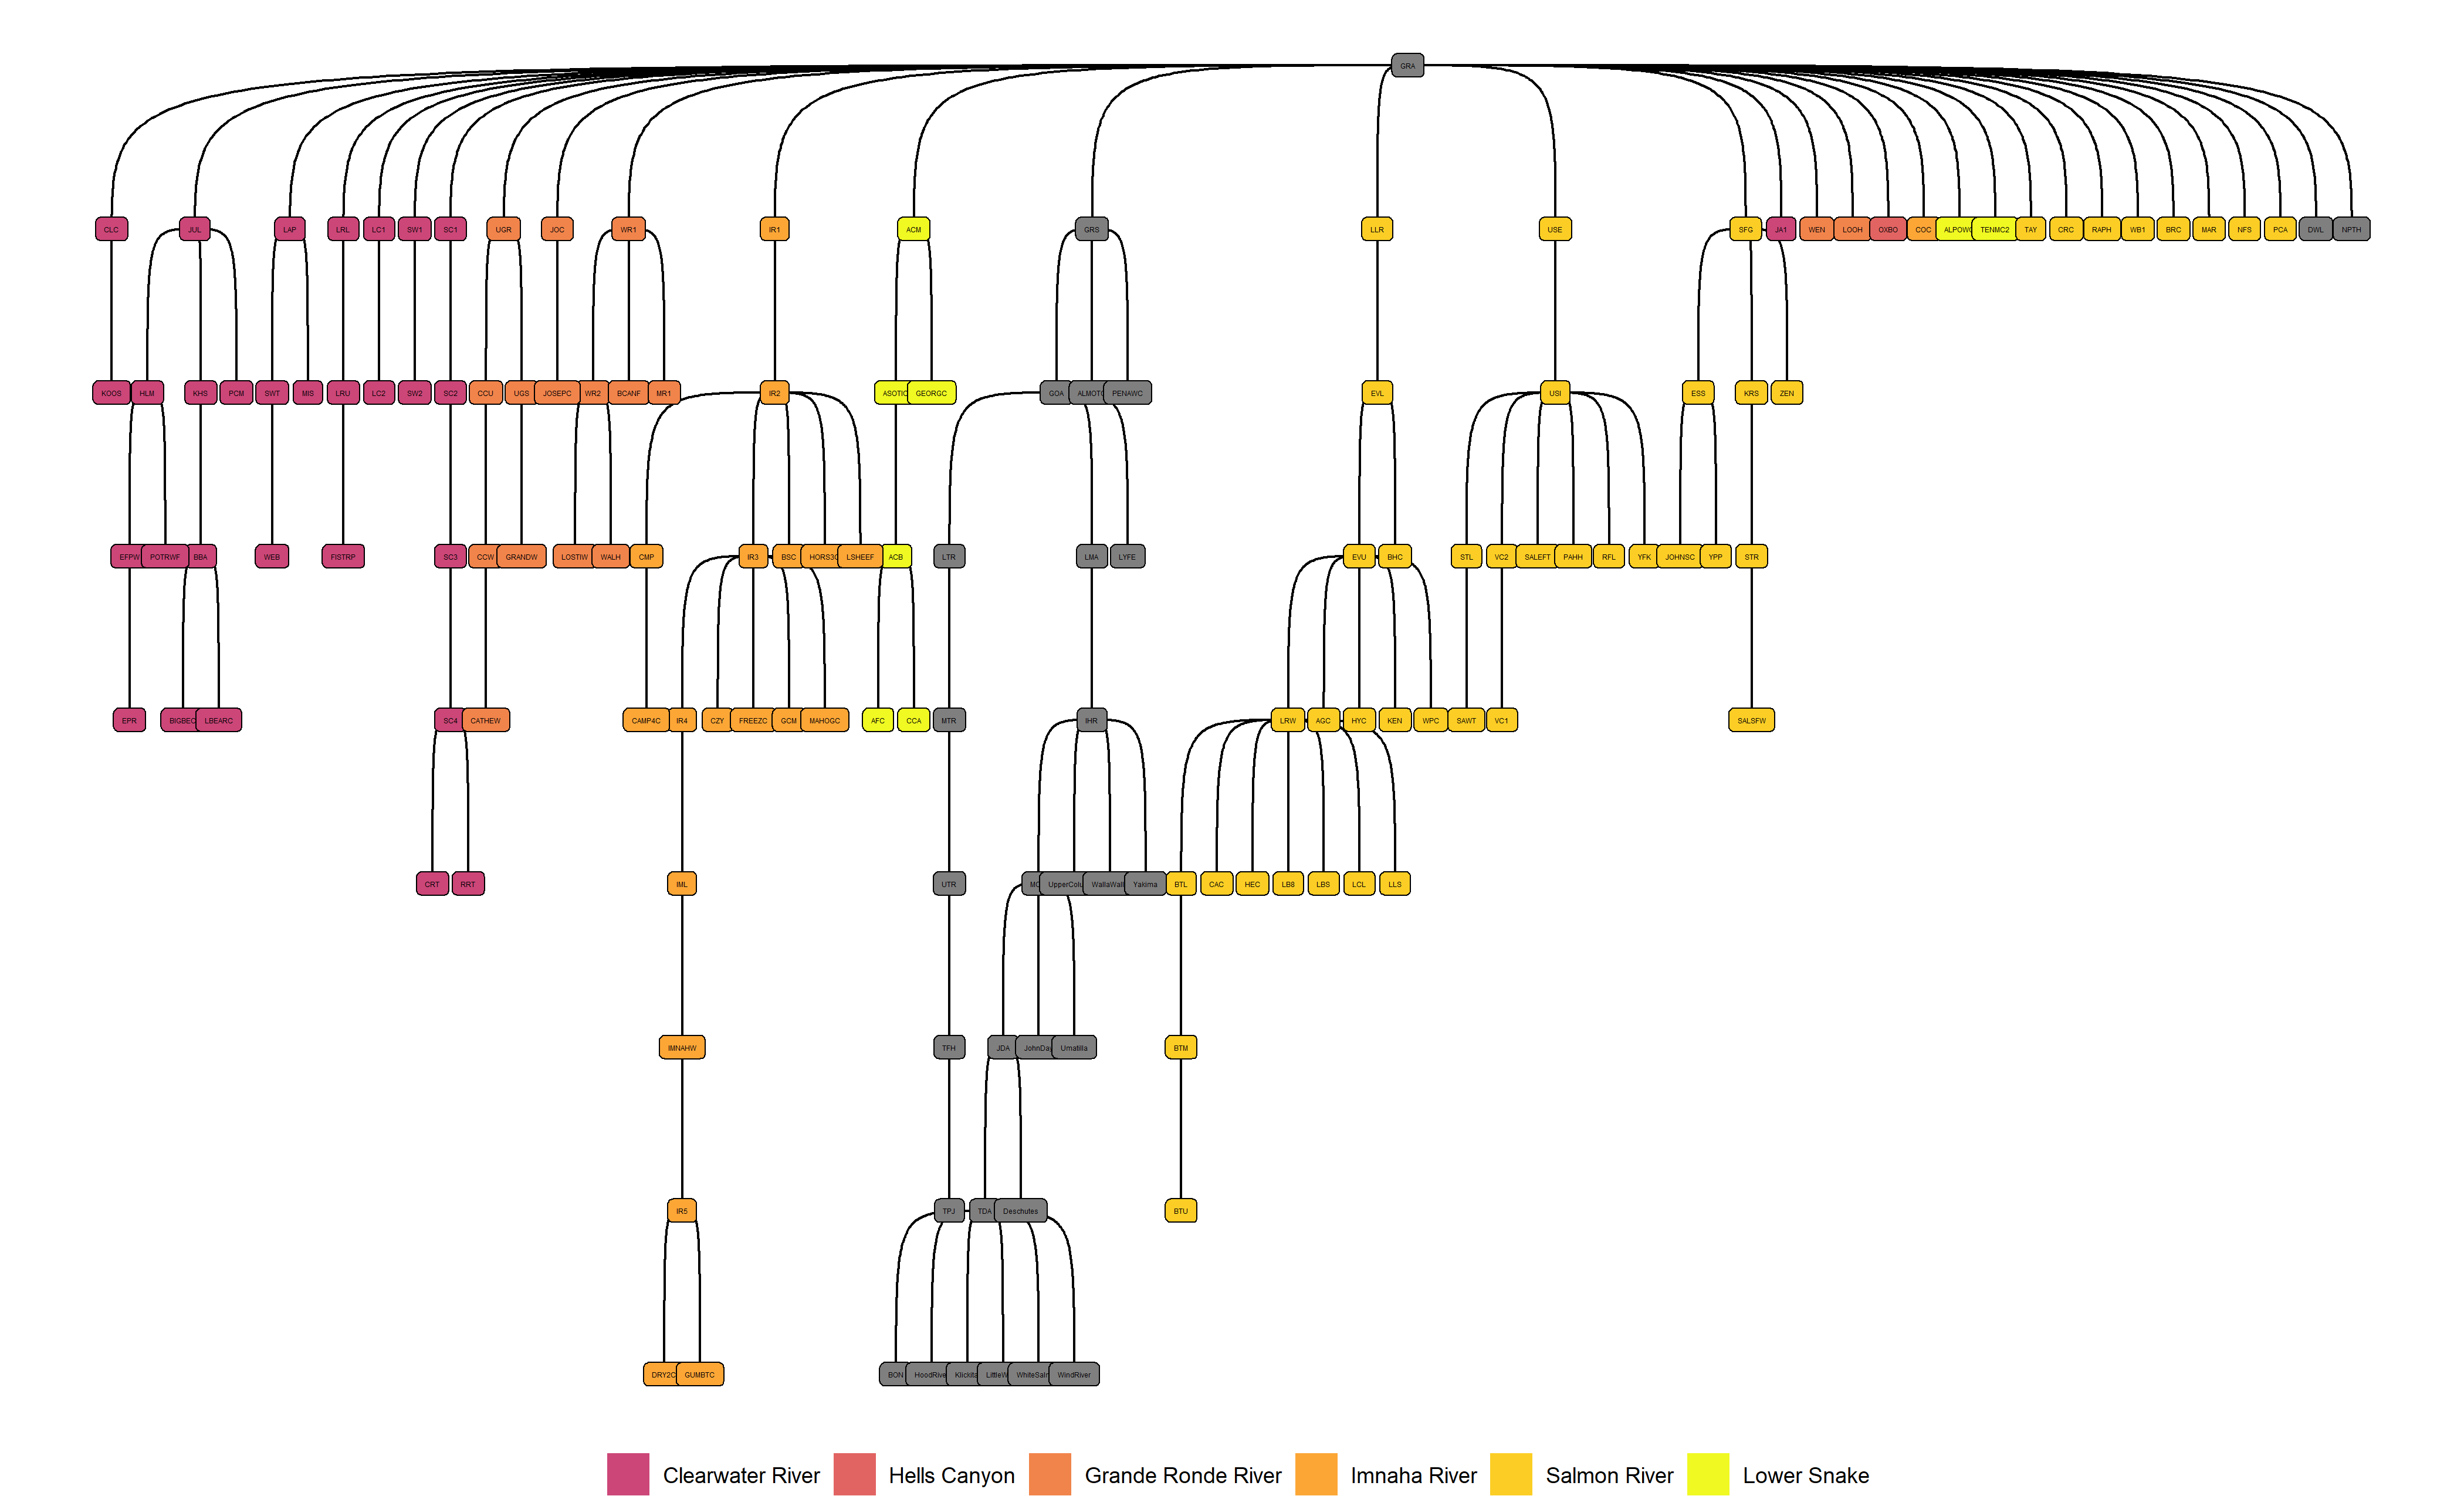 GRA
CLC JUL LAP LRL LC1 SW1 SC1 UGR JOC WR1 IR1 ACM GRS LLR USE SFG JA1 WEN LOOH OXBO COC ALPOWC TENMC2 TAY CRC RAPH WB1 BRC MAR NFS PCA DWL NPTH
KOOS HLM KHS PCM SWT MIS LRU LC2 SW2 SC2 CCU UGS JOSEPC WR2 BCANF MR1 IR2 ASOTIC GEORGC GOA ALMOTC PENAWC EVL USI ESS KRS ZEN
EFPW POTRWF BBA WEB FISTRP SC3 CCW GRANDW LOSTIW WALH CMP IR3 BSC HORS3C LSHEEF ACB LTR LMA LYFE EVU BHC STL VC2 SALEFT PAHH RFL YFK JOHNSC YPP STR
EPR BIGBEC LBEARC SC4 CATHEW CAMP4C IR4 CZY FREEZC GCM MAHOGC AFC CCA MTR IHR LRW AGC HYC KEN WPC SAWT VC1 SALSFW
CRT RRT IML UTR UpperColu WallaWall Yakima BTL CAC HEC LB8 LBS LCL LLS
IMNAHW TFH JDA JohnDay Umatilla BTM
IR5 TPJ TDA Deschutes BTU
DRY2C GUMBTC BON HoodRive Klickita LittleW WhiteSalm WindRiver
Clearwater River Hells Canyon Grande Ronde River Imnaha River Salmon River Lower Snake